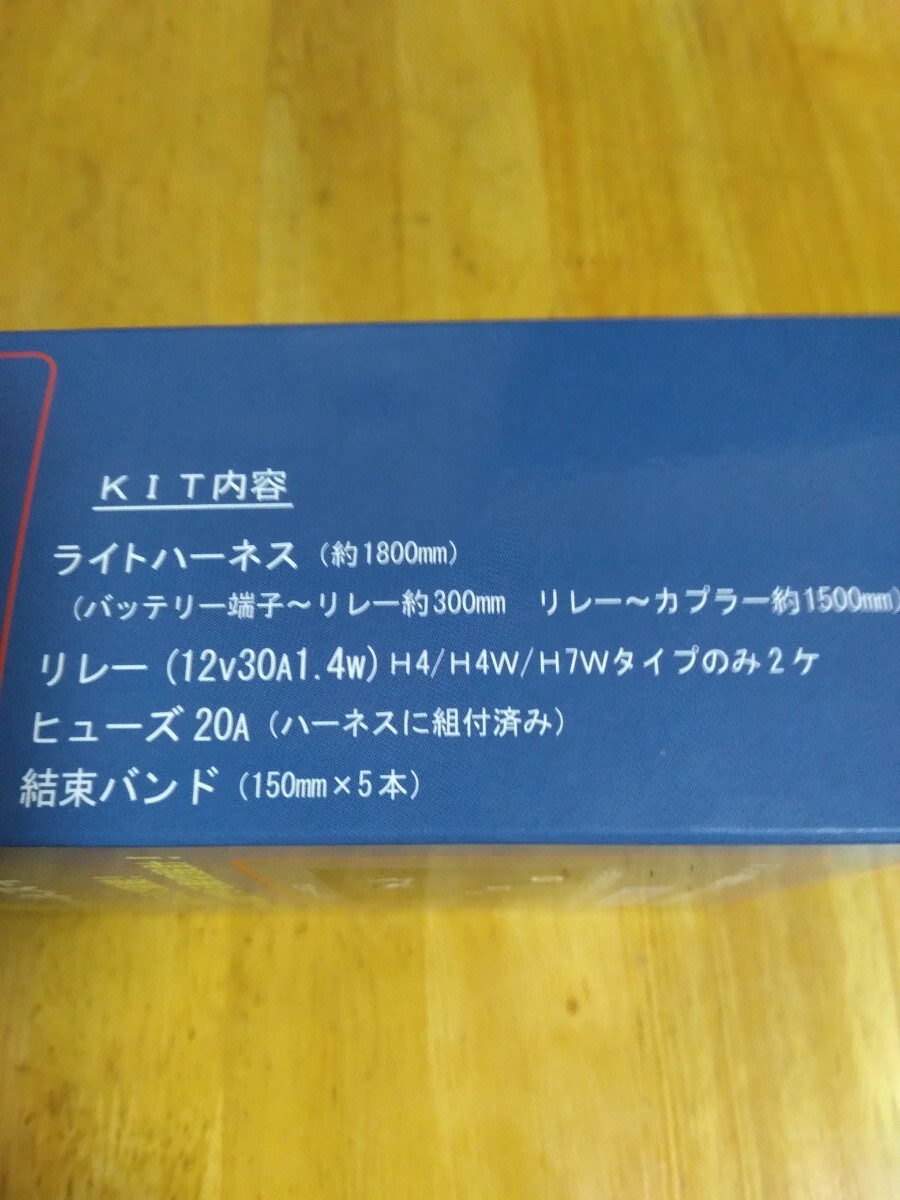 ＫＩＴ内容
ライトハーネス（約1800mm）
（バッテリー端子～リレー約300mm　リレー～カプラー約1500mm）
リレー（12v30A1.4w）Ｈ4/Ｈ4Ｗ/Ｈ7Ｗタイプのみ２ケ
ヒューズ 20A（ハーネスに組付済み）
結束バンド（150mm×５本）